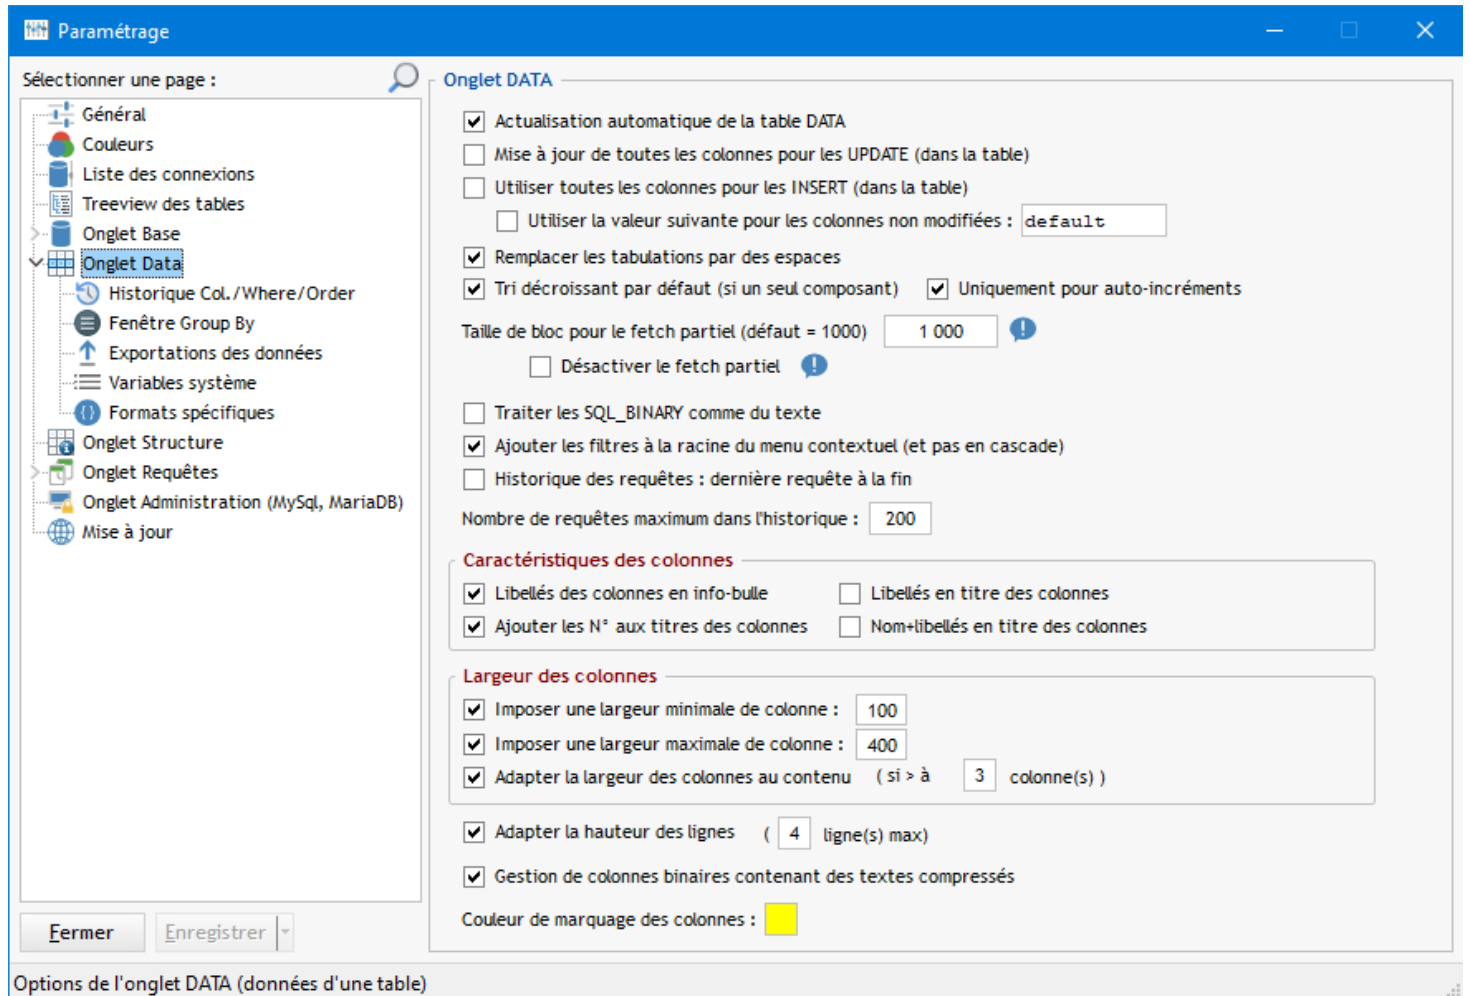 Paramétrage
Sélectionner une page :
Général
Couleurs
Liste des connexions
Treeview des tables
Onglet Base
Onglet Data
Historique Col./Where/Order
Fenêtre Group By
Exportations des données
Variables système
Formats spécifiques
Onglet Structure
Onglet Requêtes
Onglet Administration (MySql, MariaDB)
Mise à jour
Fermer
Enregistrer
Onglet DATA
Actualisation automatique de la table DATA
Mise à jour de toutes les colonnes pour les UPDATE (dans la table)
Utiliser toutes les colonnes pour les INSERT (dans la table)
Utiliser la valeur suivante pour les colonnes non modifiées : default
Remplacer les tabulations par des espaces
Tri décroissant par défaut (si un seul composant) Uniquement pour auto-incréments
Taille de bloc pour le fetch partiel (défaut = 1000) 1 000
Désactiver le fetch partiel
Traiter les SQL_BINARY comme du texte
Ajouter les filtres à la racine du menu contextuel (et pas en cascade)
Historique des requêtes : dernière requête à la fin
Nombre de requêtes maximum dans l'historique : 200
Caractéristiques des colonnes
Libellés des colonnes en info-bulle Libellés en titre des colonnes
Ajouter les N° aux titres des colonnes Nom+libellés en titre des colonnes
Largeur des colonnes
Imposer une largeur minimale de colonne : 100
Imposer une largeur maximale de colonne : 400
Adapter la largeur des colonnes au contenu ( si > à 3 colonne(s) )
Adapter la hauteur des lignes ( 4 ligne(s) max)
Gestion de colonnes binaires contenant des textes compressés
Couleur de marquage des colonnes :
Options de l'onglet DATA (données d'une table)